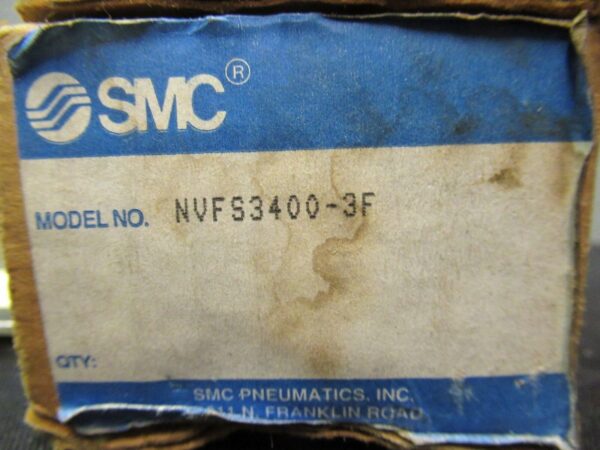 SMC®
MODEL NO. NVFS3400-3F
QTY:
SMC PNEUMATICS, INC.
N. FRANKLIN ROAD